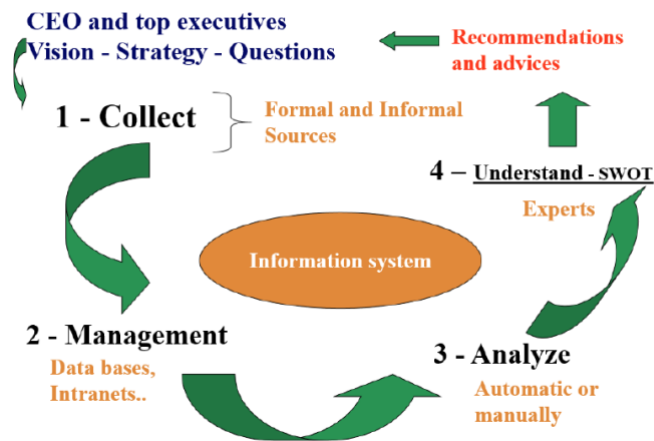 CEO and top executives
Vision - Strategy - Questions
Recommendations
and advices
1 - Collect
Formal and Informal
Sources
4 – Understand - SWOT
Experts
Information system
2 - Management
Data bases,
Intranets..
3 - Analyze
Automatic or
manually